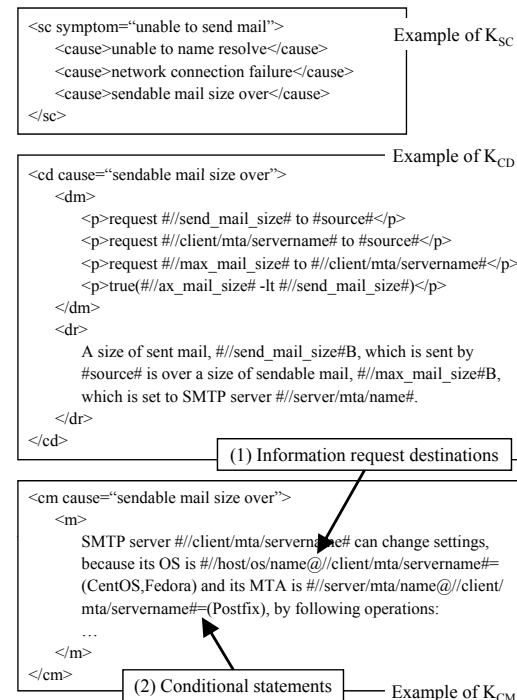 <sc symptom=“unable to send mail”>
<cause>unable to name resolve</cause>
<cause>network connection failure</cause>
<cause>sendable mail size over</cause>
</sc>
Example of KSC
Example of KCD
<cd cause=“sendable mail size over”>
<dm>
<p>request #//send_mail_size# to #source#</p>
<p>request #//client/mta/servername# to #source#</p>
<p>request #//max_mail_size# to #//client/mta/servername#</p>
<p>true(#//ax_mail_size# -lt #//send_mail_size#)</p>
</dm>
<dr>
A size of sent mail, #//send_mail_size#B, which is sent by
#source# is over a size of sendable mail, #//max_mail_size#B,
which is set to SMTP server #//server/mta/name#.
</dr>
</cd>
(1) Information request destinations
<cm cause=“sendable mail size over”>
<m>
SMTP server #//client/mta/servername# can change settings,
because its OS is #//host/os/name@//client/mta/servername#=
(CentOS,Fedora) and its MTA is #//server/mta/name@//client/
mta/servername#=(Postfix), by following operations:
…
</m>
</cm>
(2) Conditional statements
Example of KCM